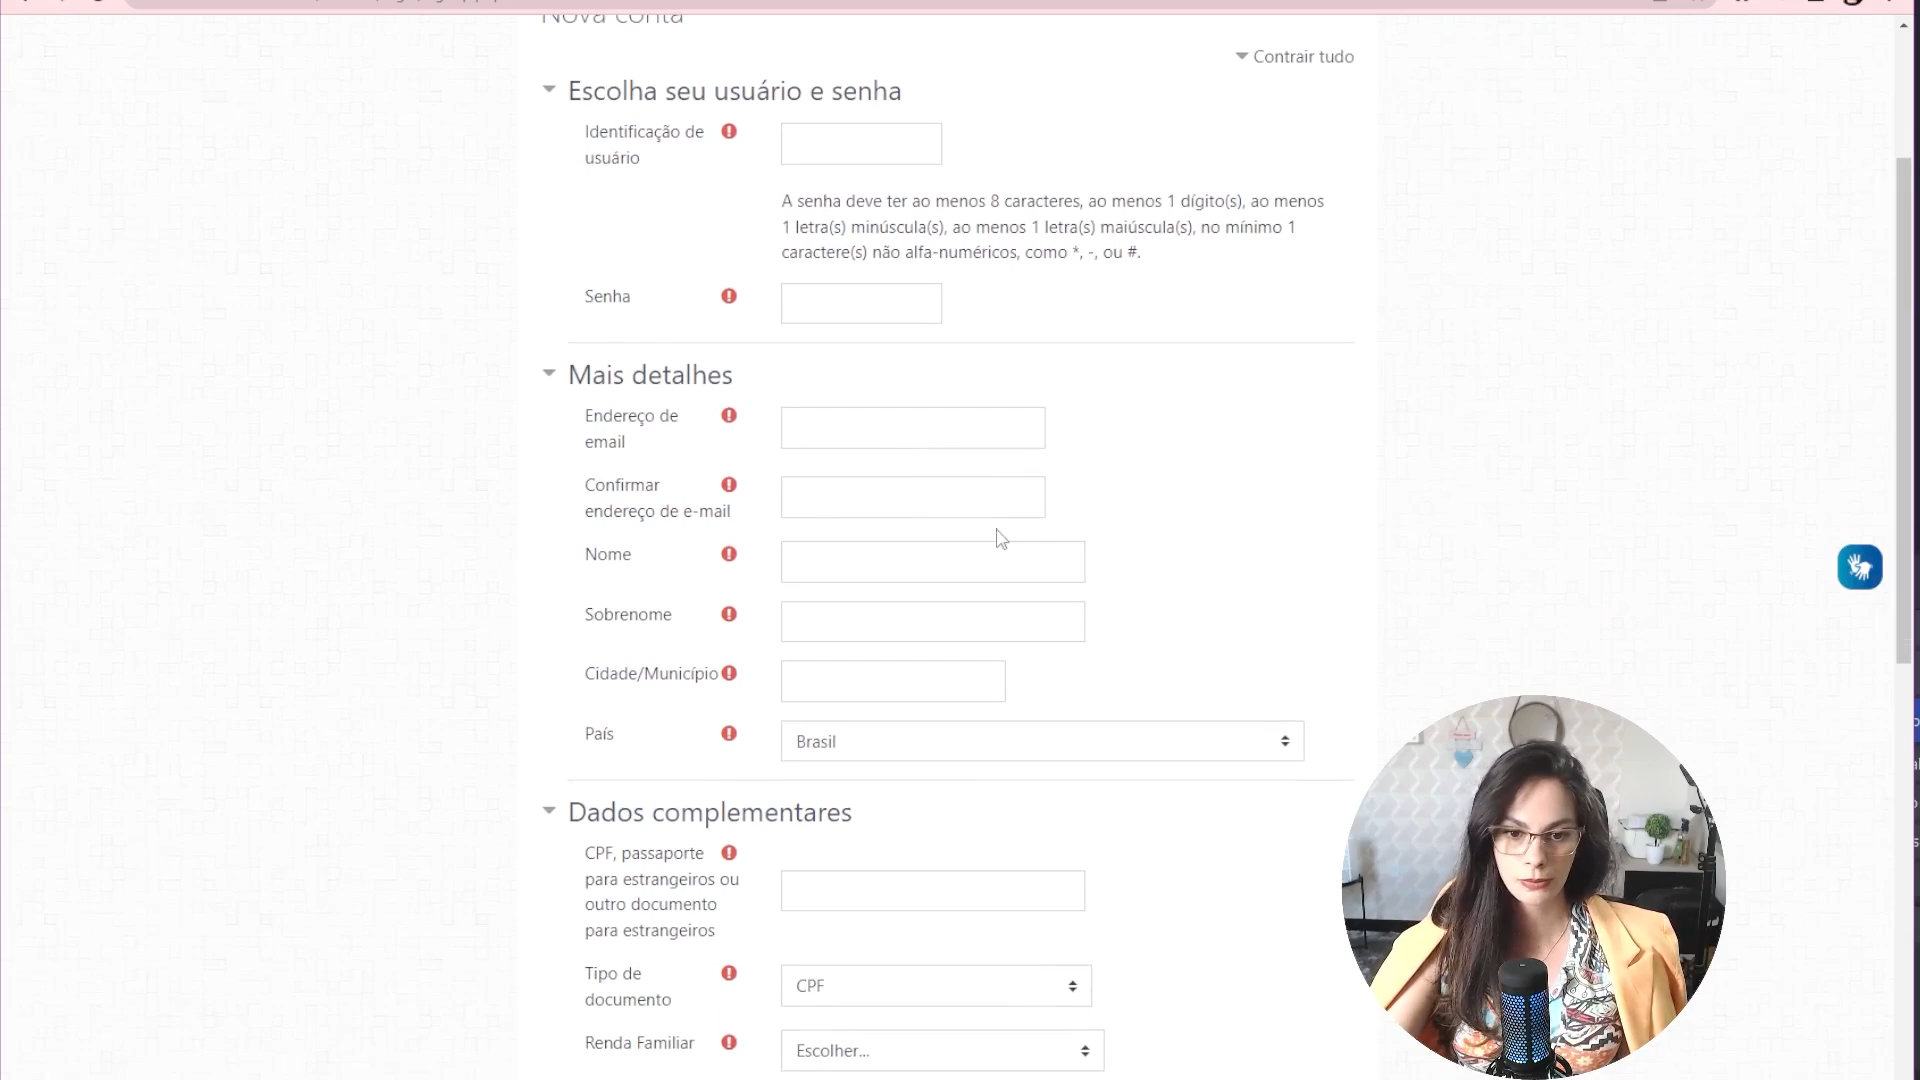 Nova conta
Contrair tudo
Escolha seu usuário e senha
Identificação de
usuário
A senha deve ter ao menos 8 caracteres, ao menos 1 dígito(s), ao menos
1 letra(s) minúscula(s), ao menos 1 letra(s) maiúscula(s), no mínimo 1
caractere(s) não alfa-numéricos, como *, -, ou #.
Senha
Mais detalhes
Endereço de
email
Confirmar
endereço de e-mail
Nome
Sobrenome
Cidade/Município
País
Brasil
Dados complementares
CPF, passaporte
para estrangeiros ou
outro documento
para estrangeiros
Tipo de
documento
CPF
Renda Familiar
Escolher...